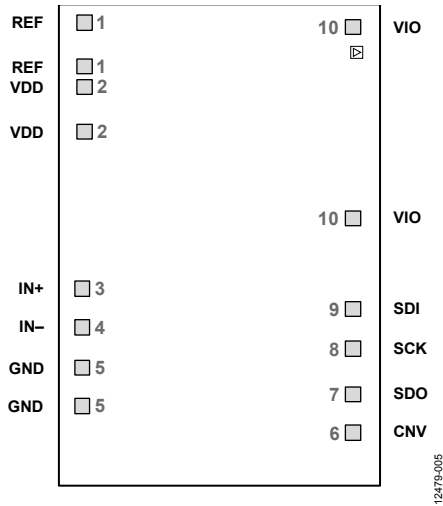 REF 1 10 VIO
REF 1
VDD 2
VDD 2
10 VIO
IN+ 3
9 SDI
IN– 4
8 SCK
GND 5
7 SDO
GND 5
6 CNV
12479-005